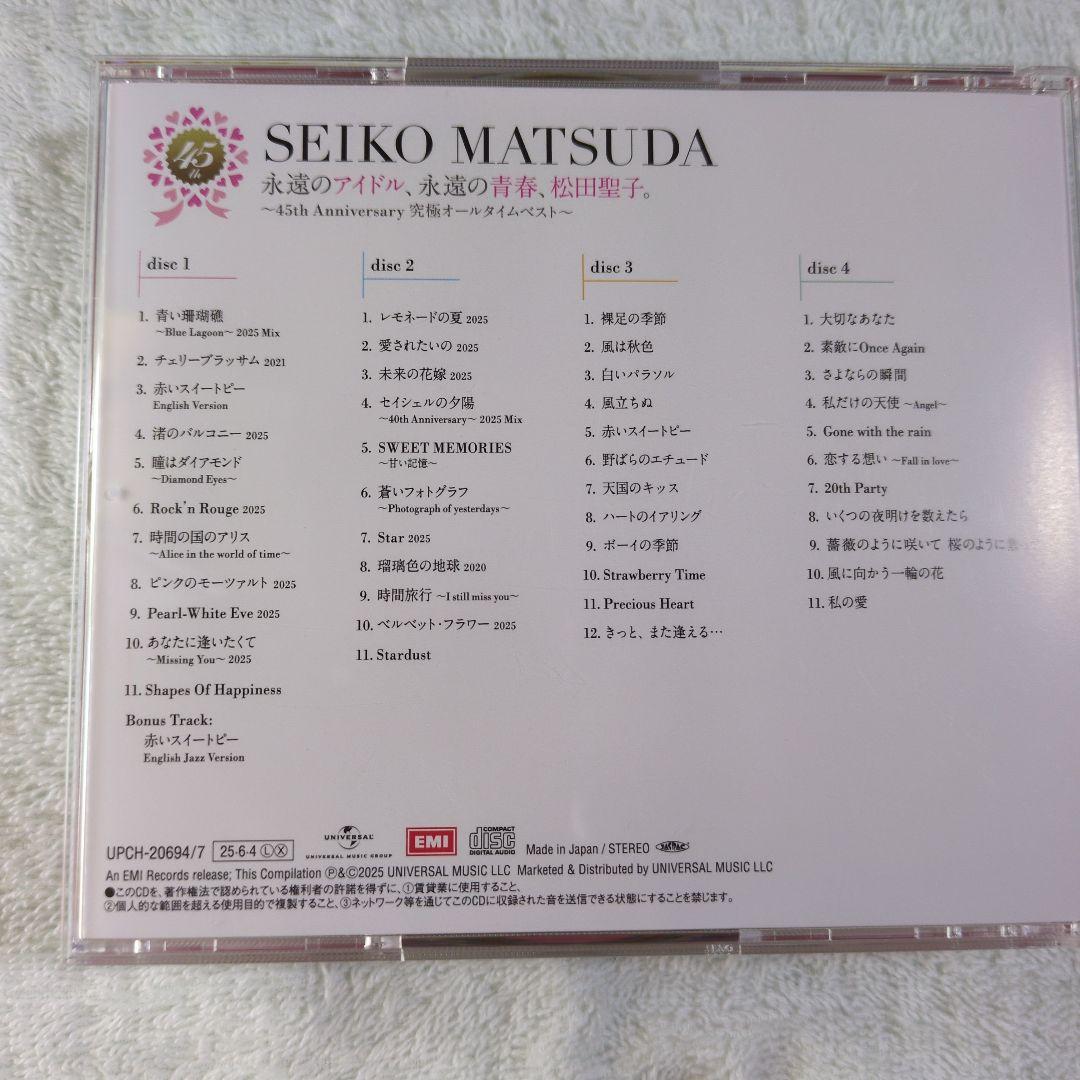 45
th
SEIKO MATSUDA
永遠のアイドル、永遠の青春、松田聖子。
～45th Anniversary 究極オールタイムベスト～
disc 1
1. 青い珊瑚礁
～Blue Lagoon～ 2025 Mix
2. チェリーブラッサム 2021
3. 赤いスイートピー
English Version
4. 渚のバルコニー 2025
5. 瞳はダイアモンド
～Diamond Eyes～
6. Rock'n Rouge 2025
7. 時間の国のアリス
～Alice in the world of time～
8. ピンクのモーツァルト 2025
9. Pearl-White Eve 2025
10. あなたに逢いたくて
～Missing You～ 2025
11. Shapes Of Happiness
Bonus Track:
赤いスイートピー
English Jazz Version
disc 2
1. レモネードの夏 2025
2. 愛されたいの 2025
3. 未来の花嫁 2025
4. セイシェルの夕陽
～40th Anniversary～ 2025 Mix
5. SWEET MEMORIES
～甘い記憶～
6. 蒼いフォトグラフ
～Photograph of yesterdays～
7. Star 2025
8. 瑠璃色の地球 2020
9. 時間旅行 ～I still miss you～
10. ベルベット・フラワー 2025
11. Stardust
disc 3
1. 裸足の季節
2. 風は秋色
3. 白いパラソル
4. 風立ちぬ
5. 赤いスイートピー
6. 野ばらのエチュード
7. 天国のキッス
8. ハートのイアリング
9. ボーイの季節
10. Strawberry Time
11. Precious Heart
12. きっと、また逢える…
disc 4
1. 大切なあなた
2. 素敵にOnce Again
3. さよならの瞬間
4. 私だけの天使 ～Angel～
5. Gone with the rain
6. 恋する想い ～Fall in love～
7. 20th Party
8. いくつの夜明けを数えたら
9. 薔薇のように咲いて 桜のように
10. 風に向かう一輪の花
11. 私の愛
UPCH-20694/7 25・6・4 Ⓛ Ⓧ
UNIVERSAL
UNIVERSAL MUSIC GROUP
EMI
COMPACT
disc
DIGITAL AUDIO
Made in Japan / STEREO
An EMI Records release; This Compilation Ⓟ&©2025 UNIVERSAL MUSIC LLC Marketed & Distributed by UNIVERSAL MUSIC LLC
●このCDを、著作権法で認められている権利者の許諾を得ずに、①賃貸業に使用すること、
②個人的な範囲を超える使用目的で複製すること、③ネットワーク等を通じてこのCDに収録された音を送信できる状態にすることを禁じます。